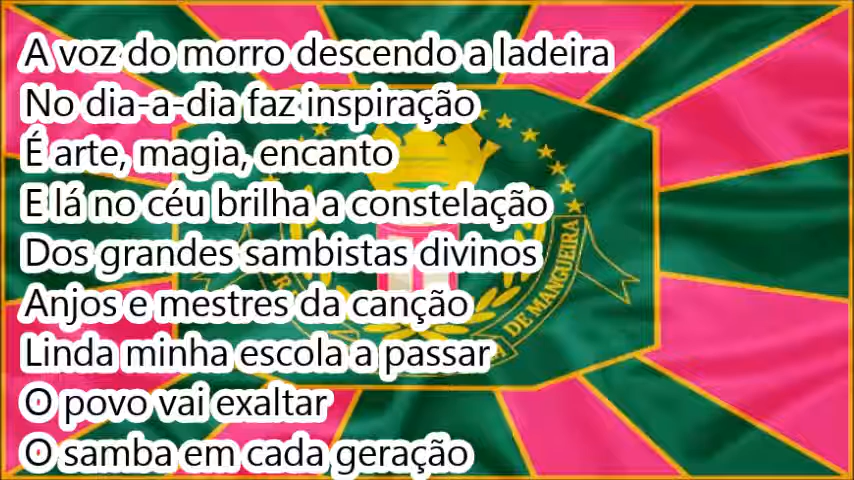 A voz do morro descendo a ladeira
No dia-a-dia faz inspiração
É arte, magia, encanto
E lá no céu brilha a constelação
Dos grandes sambistas divinos
Anjos e mestres da canção
Linda minha escola a passar
O povo vai exaltar
O samba em cada geração
DE MANGUEIRA